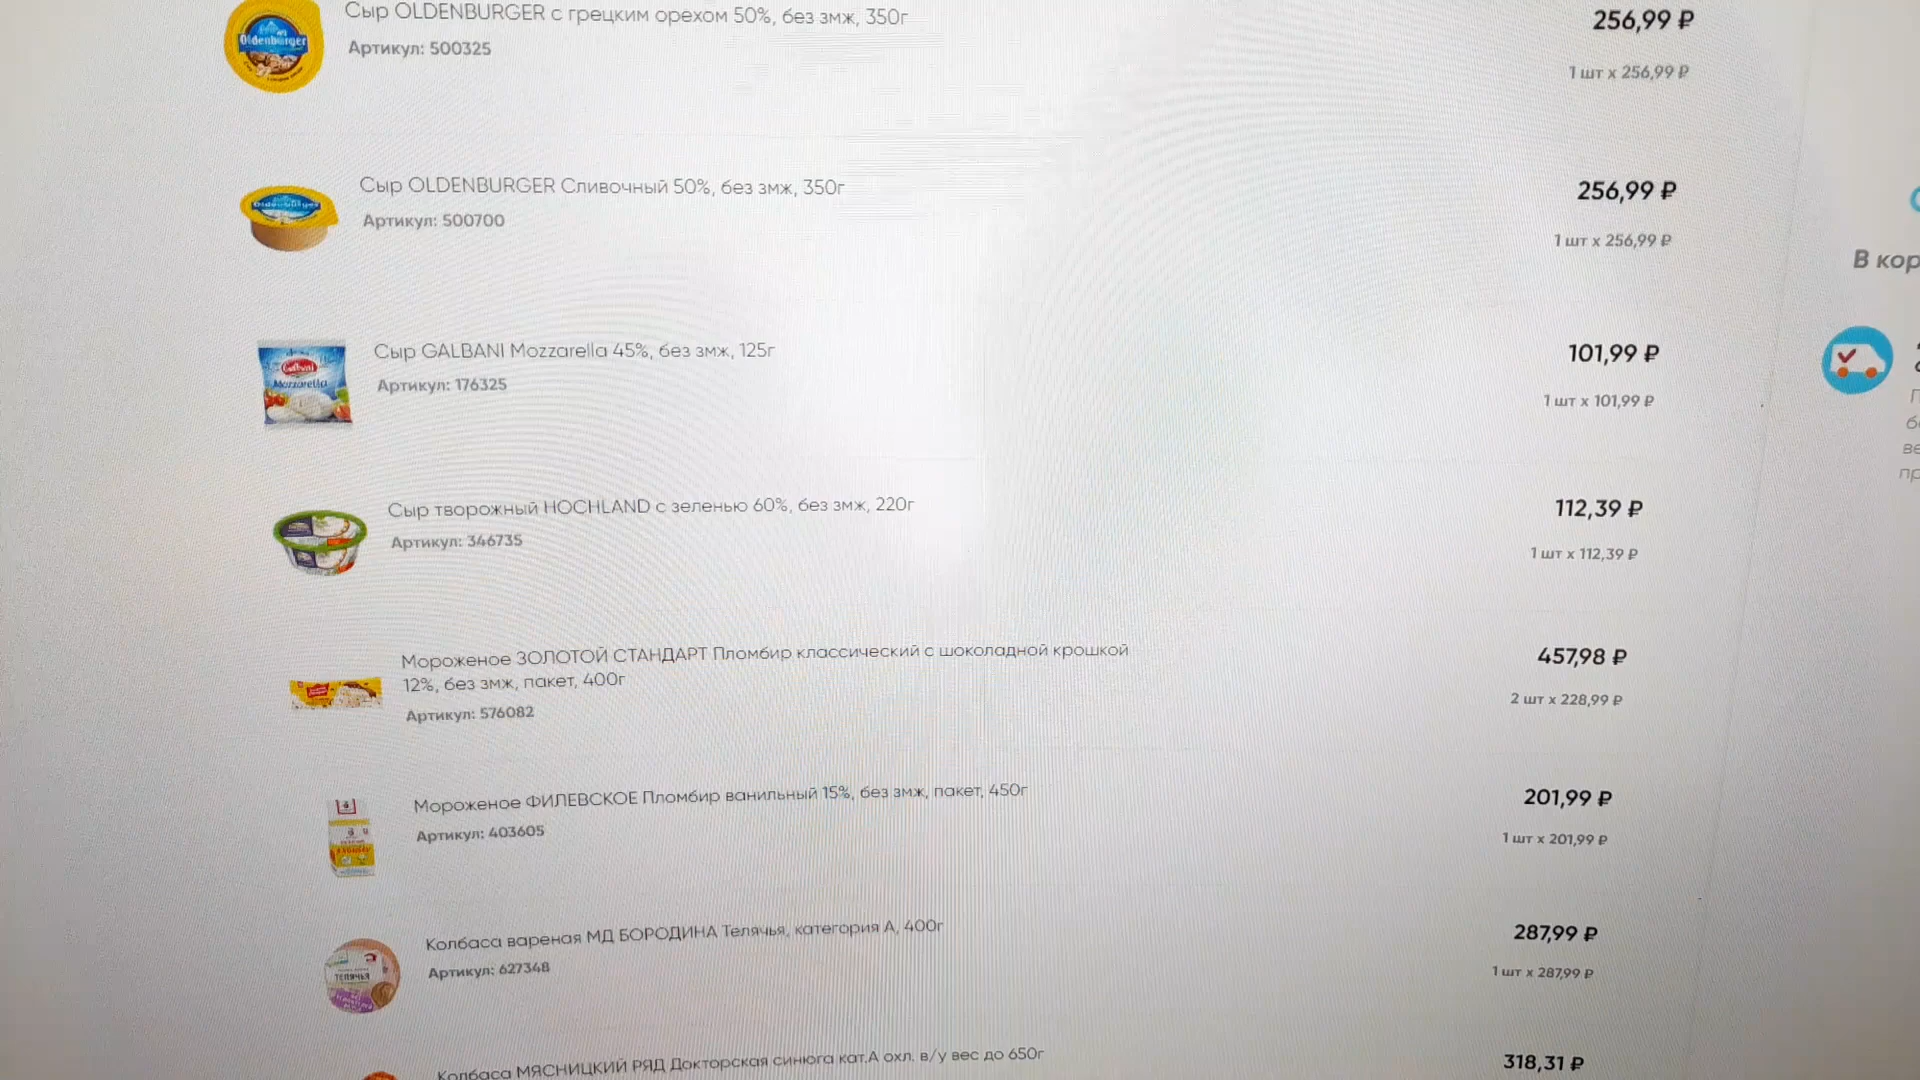 Сыр OLDENBURGER с грецким орехом 50%, без змж, 350г
256,99 ₽
Артикул: 500325
1 шт x 256,99 ₽
Oldenburger
Сыр OLDENBURGER Сливочный 50%, без змж, 350г
256,99 ₽
Артикул: 500700
1 шт x 256,99 ₽
Oldenburger
В кор
Сыр GALBANI Mozzarella 45%, без змж, 125г
101,99 ₽
Артикул: 176325
1 шт x 101,99 ₽
Galbani
Mozzarella
Сыр творожный HOCHLAND с зеленью 60%, без змж, 220г
112,39 ₽
Артикул: 346735
1 шт x 112,39 ₽
Мороженое ЗОЛОТОЙ СТАНДАРТ Пломбир классический с шоколадной крошкой
12%, без змж, пакет, 400г
457,98 ₽
Артикул: 576082
2 шт x 228,99 ₽
Мороженое ФИЛЕВСКОЕ Пломбир ванильный 15%, без змж, пакет, 450г
201,99 ₽
Артикул: 403605
1 шт x 201,99 ₽
Колбаса вареная МД БОРОДИНА Телячья, категория А, 400г
287,99 ₽
Артикул: 627348
1 шт x 287,99 ₽
ТЕЛЯЧЬЯ
Колбаса МЯСНИЦКИЙ РЯД Докторская синюга кат.А охл. в/у вес до 650г
318,31 ₽